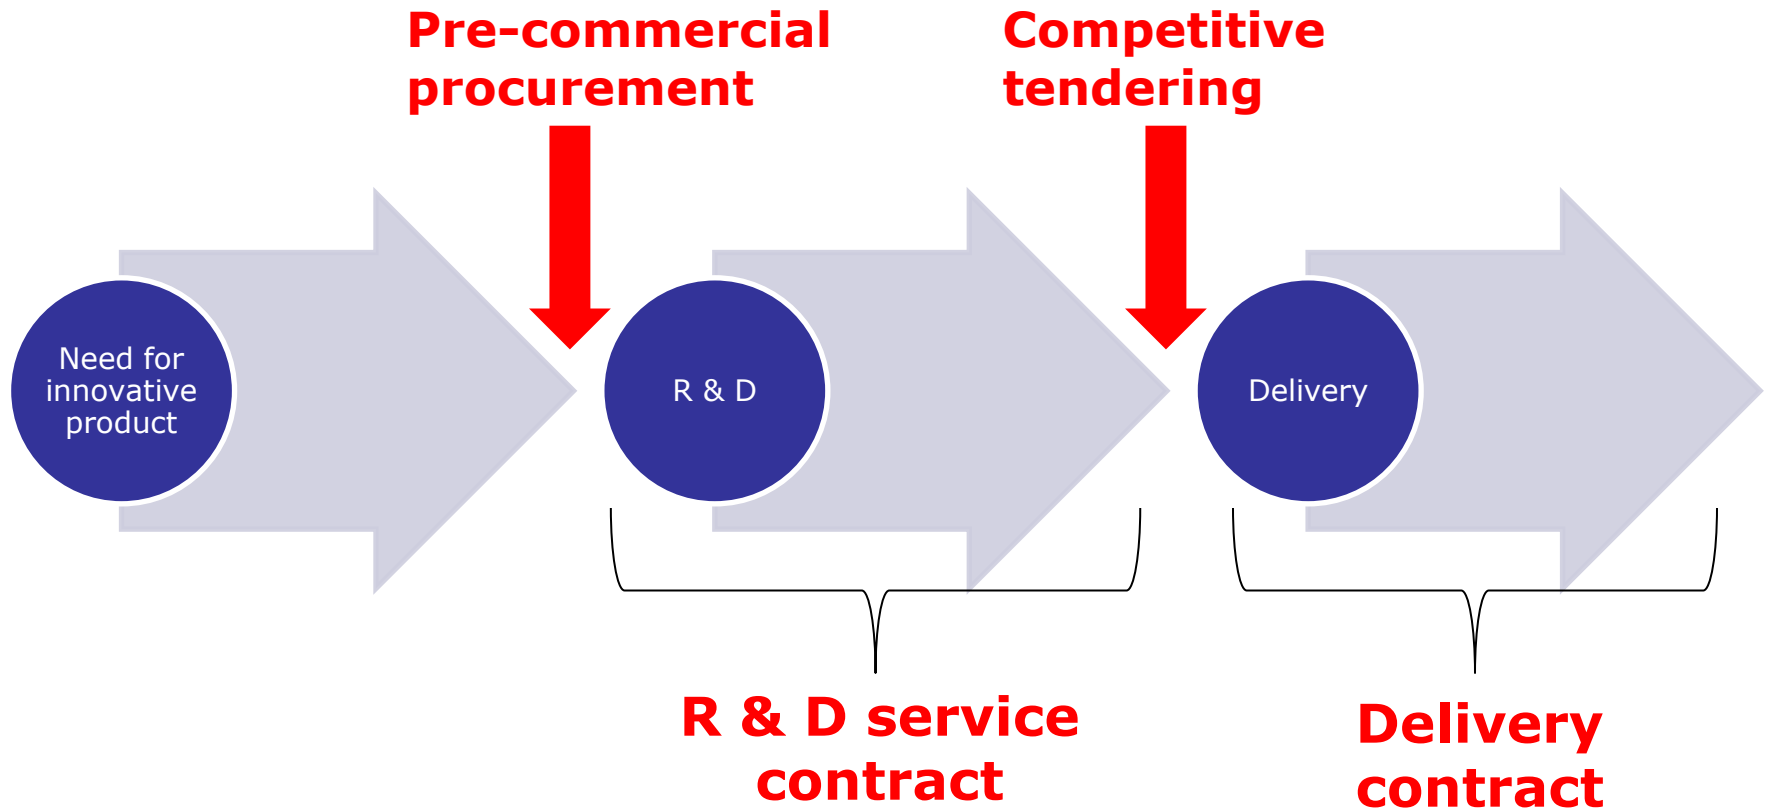 Pre-commercial
procurement
Competitive
tendering
Need for
innovative
product
R & D
Delivery
R & D service
contract
Delivery
contract